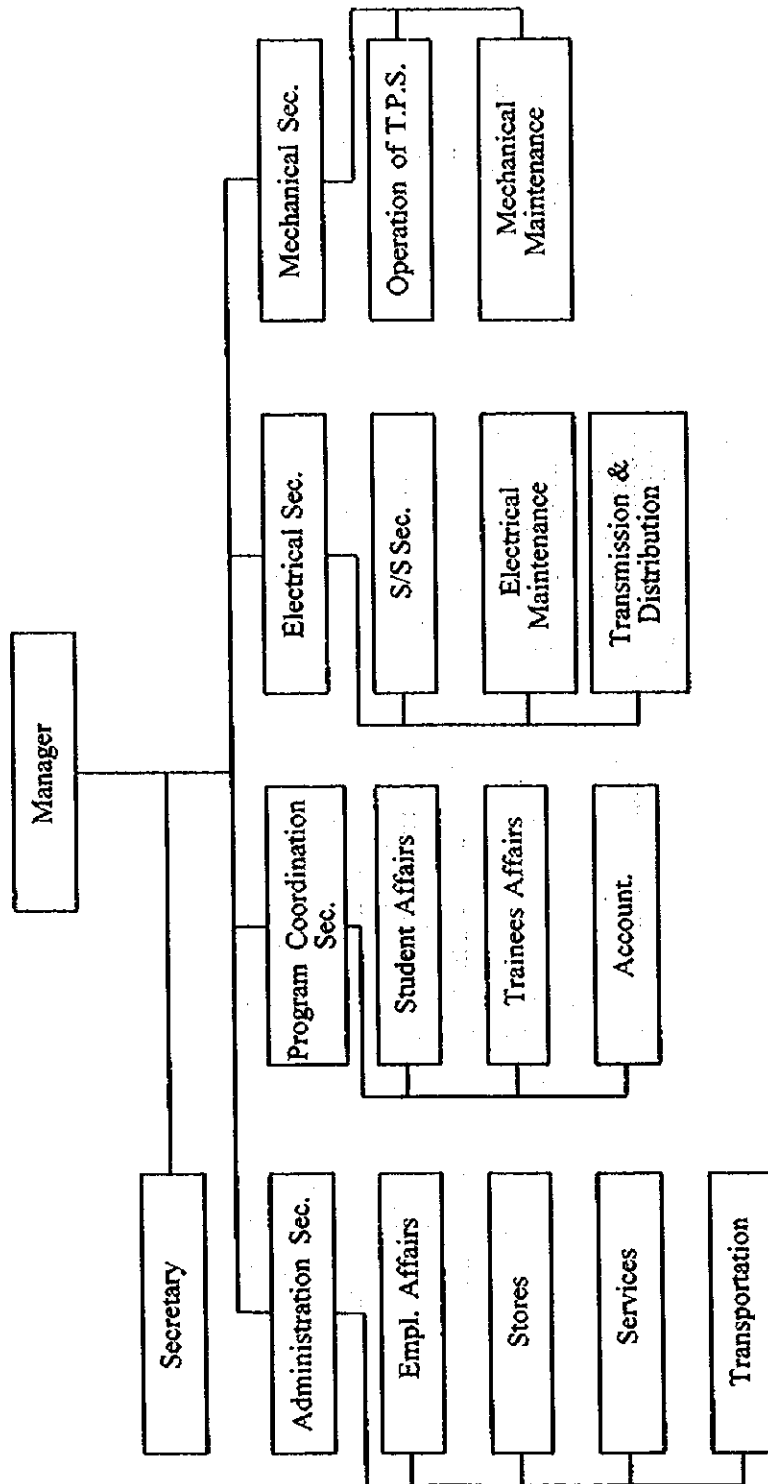 Manager
Secretary
Administration Sec.
Empl. Affairs
Stores
Services
Transportation
Program Coordination
Sec.
Student Affairs
Trainees Affairs
Account.
Electrical Sec.
S/S Sec.
Electrical
Maintenance
Transmission &
Distribution
Mechanical Sec.
Operation of T.P.S.
Mechanical
Maintenance